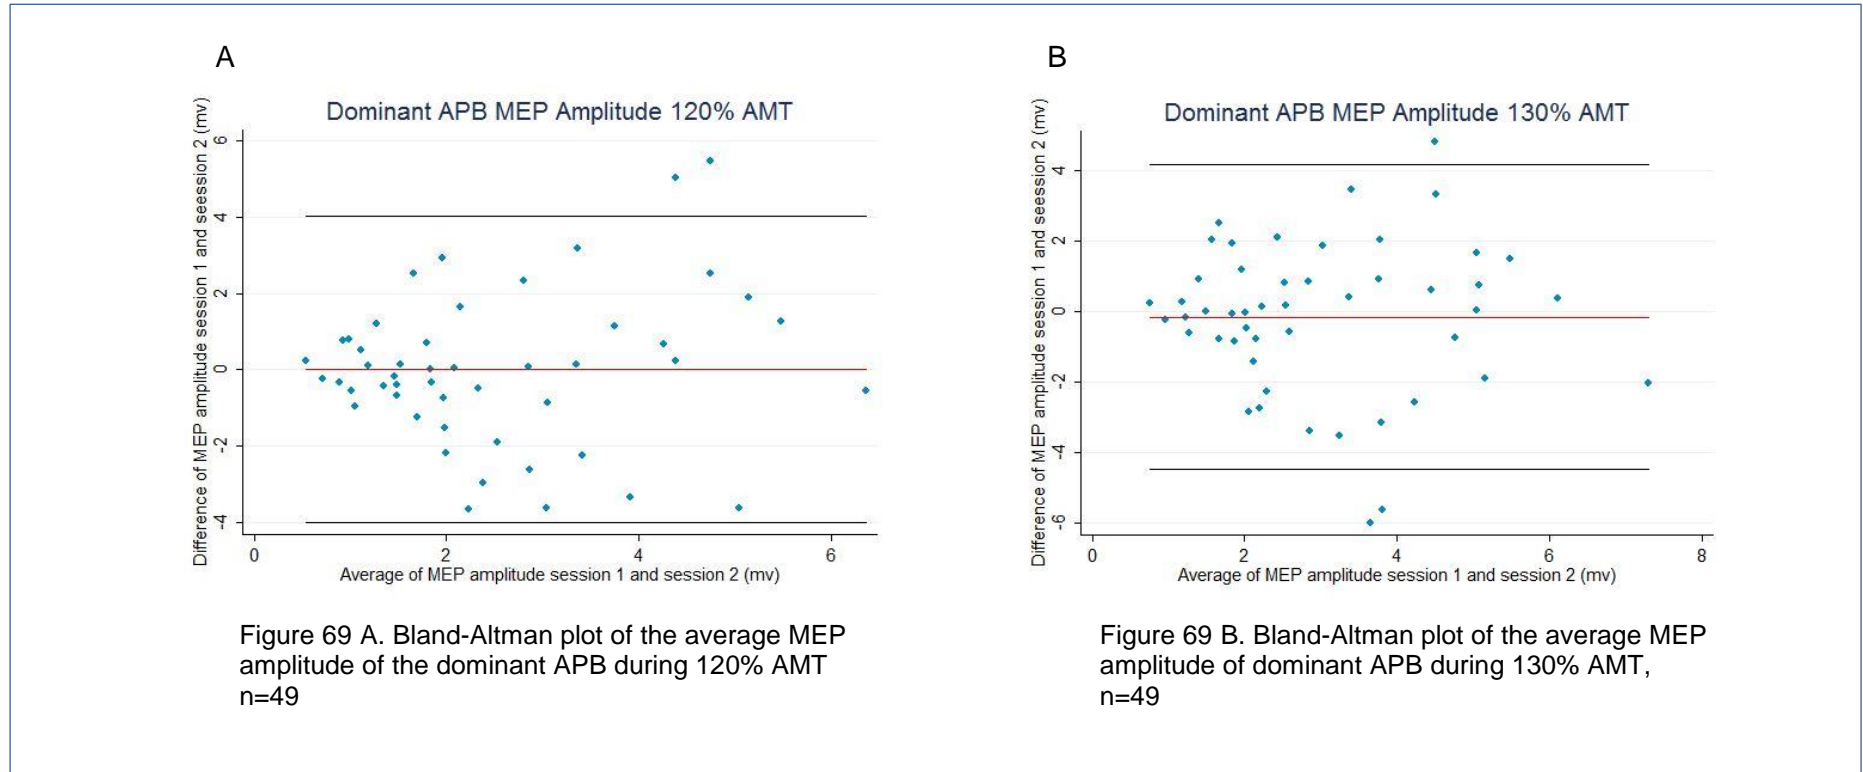 A
Dominant APB MEP Amplitude 120% AMT
Difference of MEP amplitude session 1 and seession 2 (mv)
6
4
2
0
-2
-4
0 2 4 6
Average of MEP amplitude session 1 and session 2 (mv)
Figure 69 A. Bland-Altman plot of the average MEP
amplitude of the dominant APB during 120% AMT
n=49
B
Dominant APB MEP Amplitude 130% AMT
Difference of MEP amplitude session 1 and seession 2 (mv)
4
2
0
-2
-4
-6
0 2 4 6 8
Average of MEP amplitude session 1 and session 2 (mv)
Figure 69 B. Bland-Altman plot of the average MEP
amplitude of dominant APB during 130% AMT,
n=49